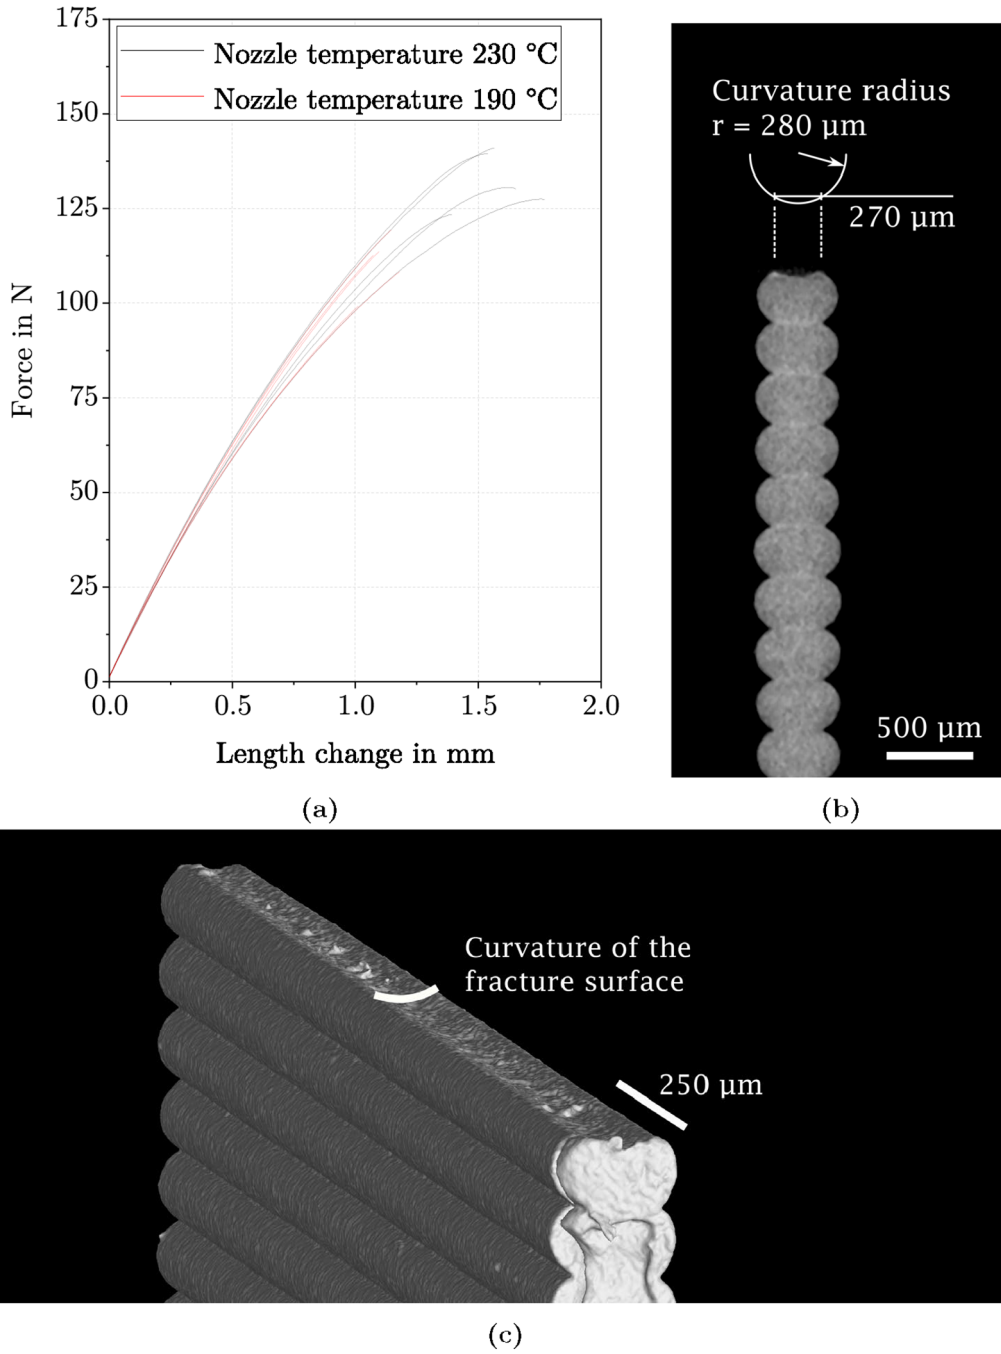 175
150
125
100
75
50
25
0
0.0 0.5 1.0 1.5 2.0
Force in N
Length change in mm
Nozzle temperature 230 °C
Nozzle temperature 190 °C
(a)
Curvature radius
r = 280 μm
270 μm
500 μm
(b)
Curvature of the
fracture surface
250 μm
(c)